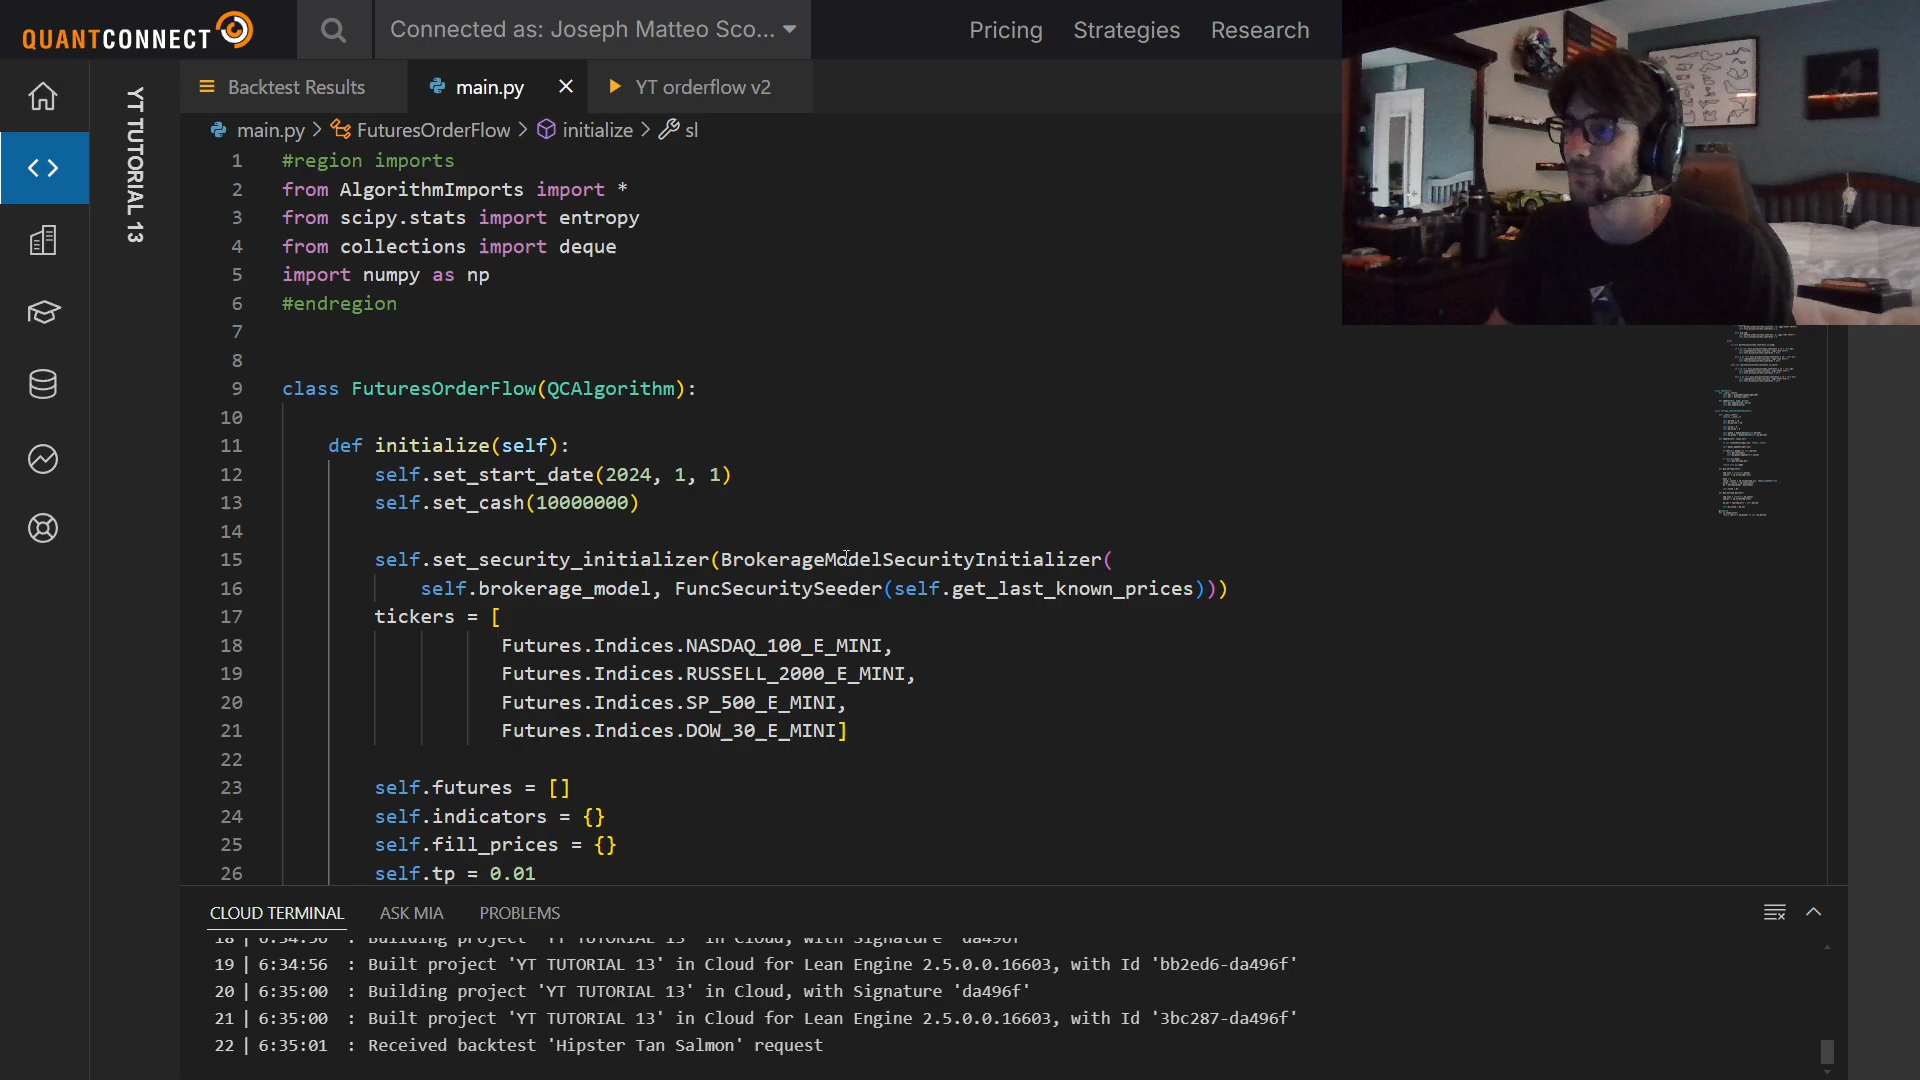 QUANTCONNECT
Connected as: Joseph Matteo Sco...
Pricing
Strategies
Research
YT TUTORIAL 13
Backtest Results
main.py
YT orderflow v2
main.py > FuturesOrderFlow > initialize > sl
1 #region imports
2 from AlgorithmImports import *
3 from scipy.stats import entropy
4 from collections import deque
5 import numpy as np
6 #endregion
7
8
9 class FuturesOrderFlow(QCAlgorithm):
10
11 def initialize(self):
12 self.set_start_date(2024, 1, 1)
13 self.set_cash(10000000)
14
15 self.set_security_initializer(BrokerageModelSecurityInitializer(
16 self.brokerage_model, FuncSecuritySeeder(self.get_last_known_prices)))
17 tickers = [
18 Futures.Indices.NASDAQ_100_E_MINI,
19 Futures.Indices.RUSSELL_2000_E_MINI,
20 Futures.Indices.SP_500_E_MINI,
21 Futures.Indices.DOW_30_E_MINI]
22
23 self.futures = []
24 self.indicators = {}
25 self.fill_prices = {}
26 self.tp = 0.01
CLOUD TERMINAL
ASK MIA
PROBLEMS
18 | 6:34:56 : Building project 'YT TUTORIAL 13' in Cloud, with Signature 'da496f'
19 | 6:34:56 : Built project 'YT TUTORIAL 13' in Cloud for Lean Engine 2.5.0.0.16603, with Id 'bb2ed6-da496f'
20 | 6:35:00 : Building project 'YT TUTORIAL 13' in Cloud, with Signature 'da496f'
21 | 6:35:00 : Built project 'YT TUTORIAL 13' in Cloud for Lean Engine 2.5.0.0.16603, with Id '3bc287-da496f'
22 | 6:35:01 : Received backtest 'Hipster Tan Salmon' request